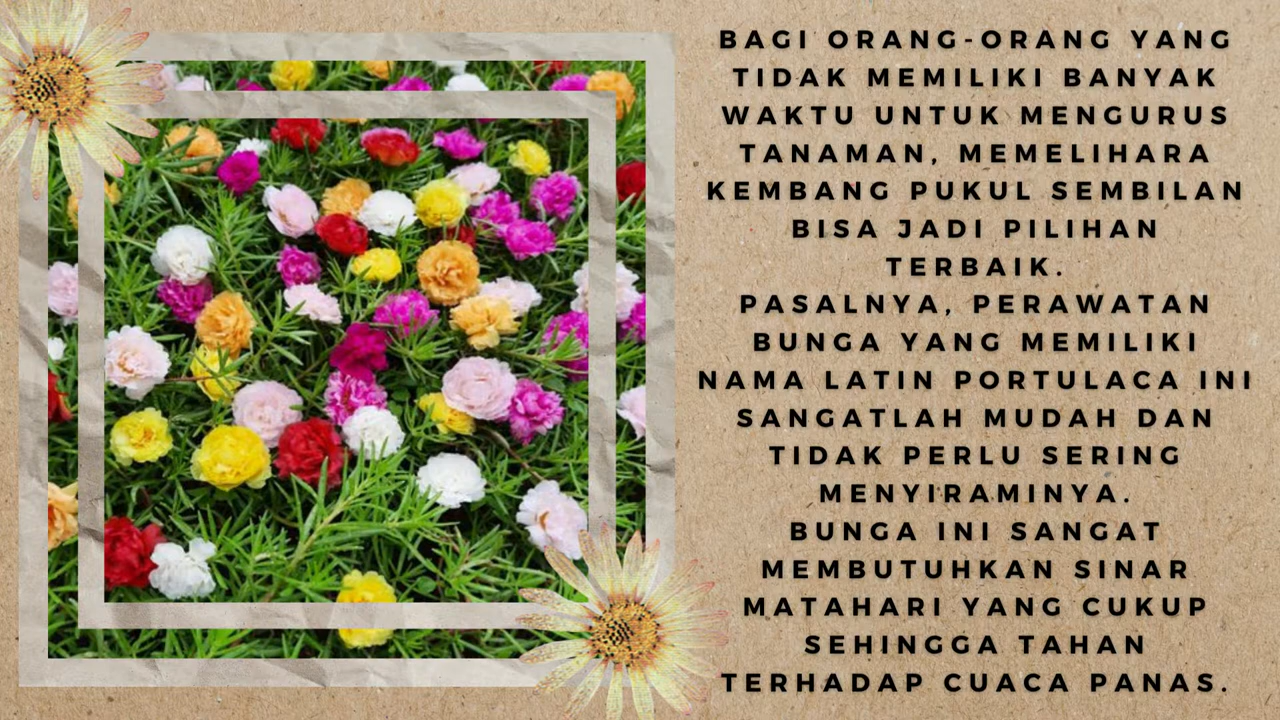 BAGI ORANG-ORANG YANG
TIDAK MEMILIKI BANYAK
WAKTU UNTUK MENGURUS
TANAMAN, MEMELIHARA
KEMBANG PUKUL SEMBILAN
BISA JADI PILIHAN
TERBAIK.
PASALNYA, PERAWATAN
BUNGA YANG MEMILIKI
NAMA LATIN PORTULACA INI
SANGATLAH MUDAH DAN
TIDAK PERLU SERING
MENYIRAMINYA.
BUNGA INI SANGAT
MEMBUTUHKAN SINAR
MATAHARI YANG CUKUP
SEHINGGA TAHAN
TERHADAP CUACA PANAS.